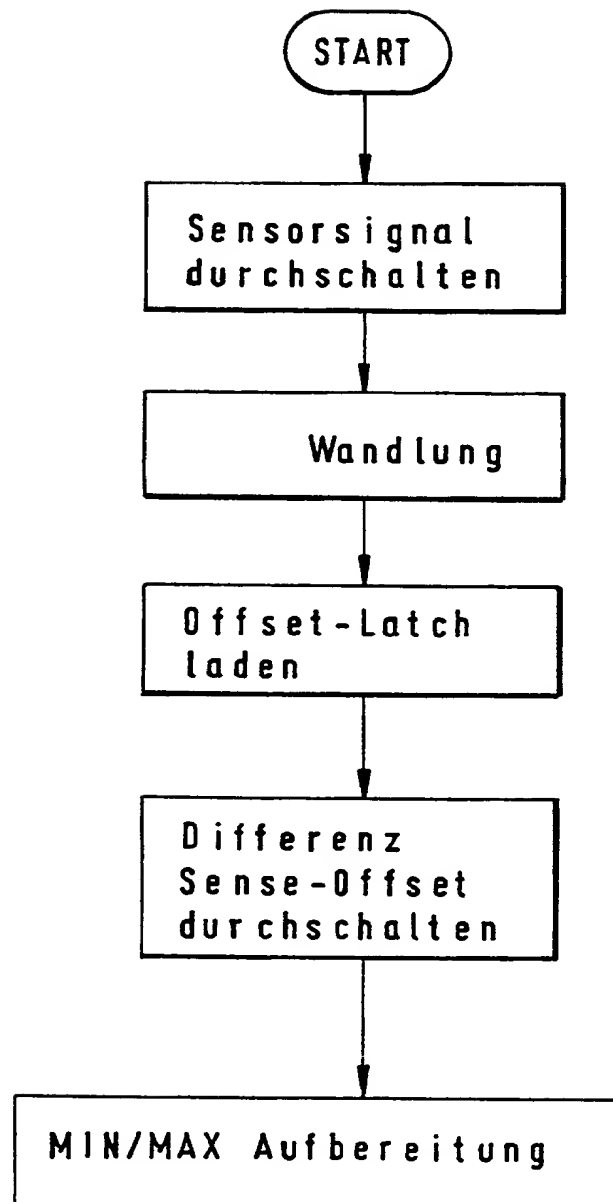 START
Sensorsignal
durchschalten
Wandlung
Offset-Latch
laden
Differenz
Sense-Offset
durchschalten
MIN/MAX Aufbereitung